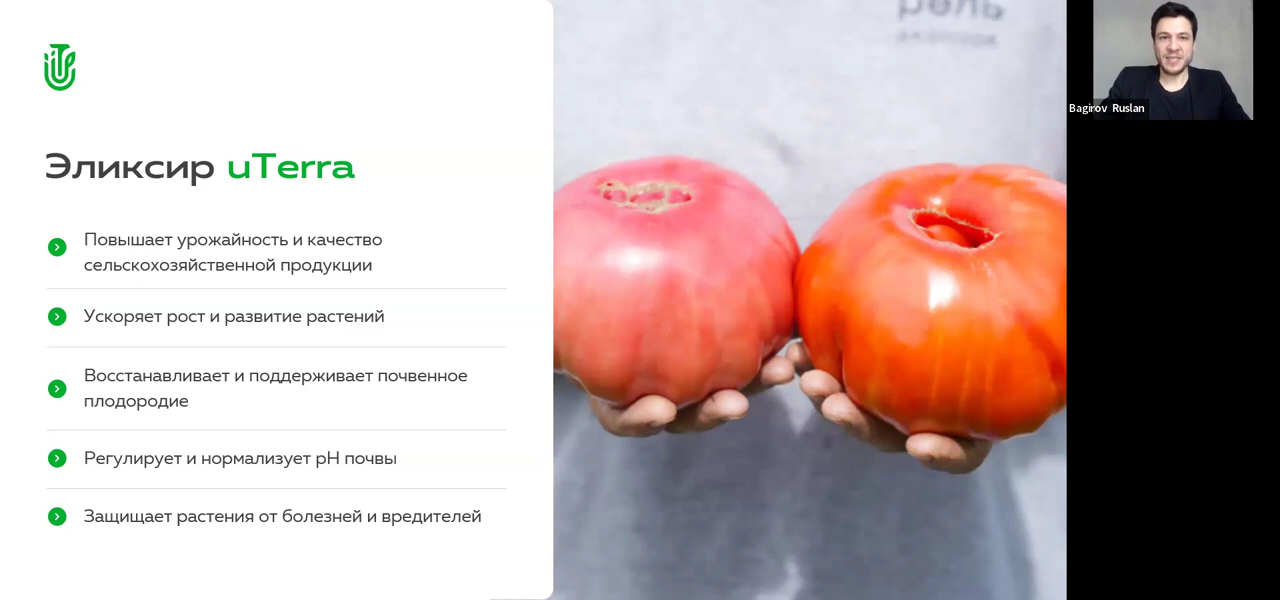 Эликсир uTerra
Повышает урожайность и качество
сельскохозяйственной продукции
Ускоряет рост и развитие растений
Восстанавливает и поддерживает почвенное
плодородие
Регулирует и нормализует pH почвы
Защищает растения от болезней и вредителей
Bagirov Ruslan